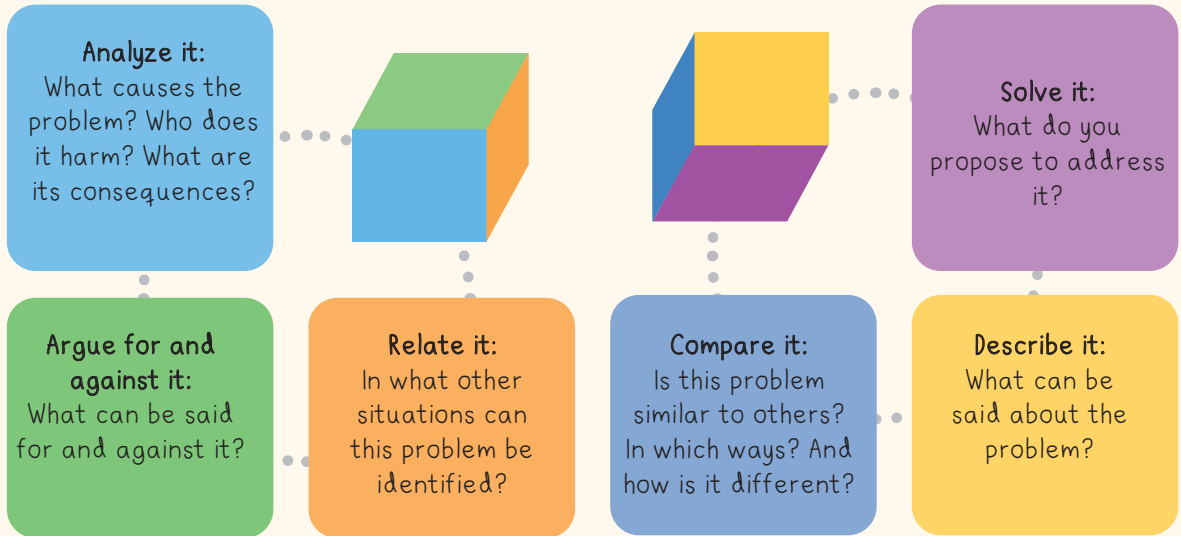 Analyze it:
What causes the
problem? Who does
it harm? What are
its consequences?
Solve it:
What do you
propose to address
it?
Argue for and
against it:
What can be said
for and against it?
Relate it:
In what other
situations can
this problem be
identified?
Compare it:
Is this problem
similar to others?
In which ways? And
how is it different?
Describe it:
What can be
said about the
problem?